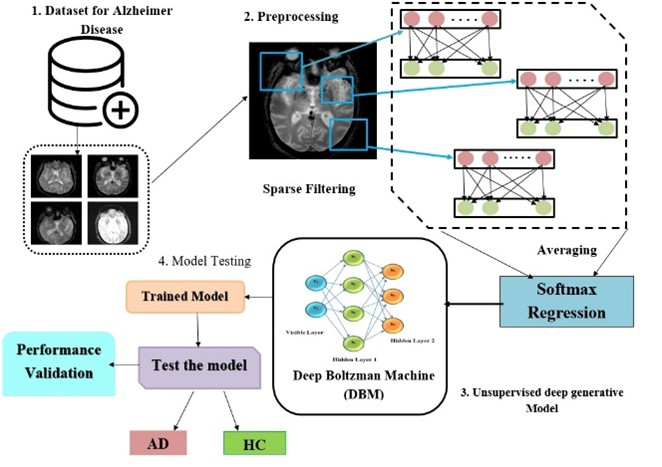 1. Dataset for Alzheimer
Disease
2. Preprocessing
Sparse Filtering
Averaging
Softmax
Regression
3. Unsupervised deep generative
Model
Visible Layer
Hidden Layer 1
Hidden Layer 2
Deep Boltzman Machine
(DBM)
4. Model Testing
Trained Model
Test the model
Performance
Validation
AD
HC